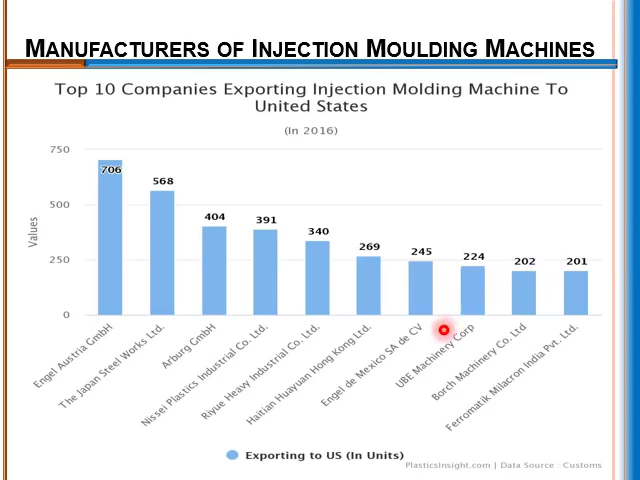 MANUFACTURERS OF INJECTION MOULDING MACHINES
Top 10 Companies Exporting Injection Molding Machine To
United States
(In 2016)
Values
750
500
250
0
706
568
404
391
340
269
245
224
202
201
Engel Austria GmbH
The Japan Steel Works Ltd.
Arburg GmbH
Nissei Plastics Industrial Co. Ltd.
Riyue Heavy Industrial Co. Ltd.
Haitian Huayuan Hong Kong Ltd.
Engel de Mexico SA de CV
UBE Machinery Corp
Borch Machinery Co. Ltd
Ferromatik Milacron India Pvt. Ltd.
Exporting to US (In Units)
PlasticsInsight.com | Data Source : Customs